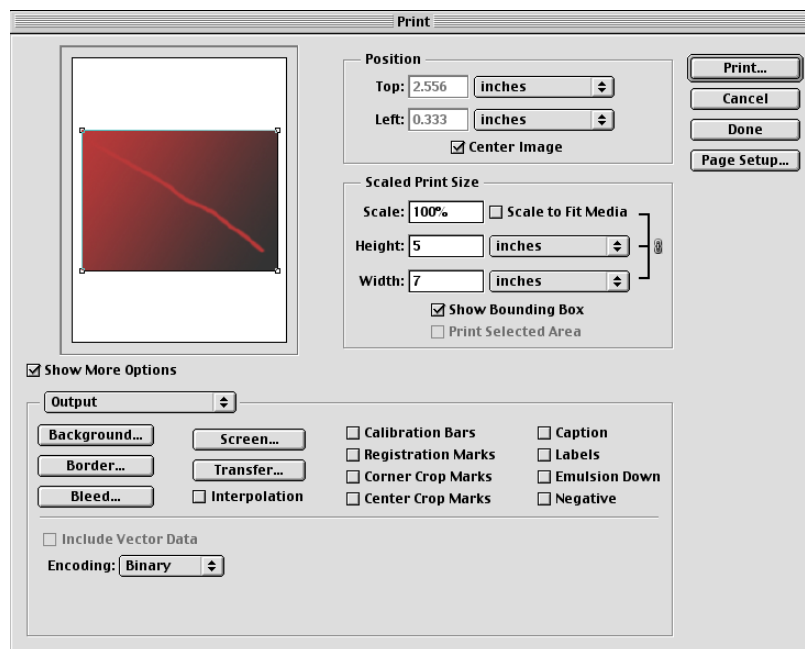 Print
Position
Top: 2.556 inches
Left: 0.333 inches
Center Image
Scaled Print Size
Scale: 100% Scale to Fit Media
Height: 5 inches
Width: 7 inches
Show Bounding Box
Print Selected Area
Print...
Cancel
Done
Page Setup...
Show More Options
Output
Background...
Border...
Bleed...
Screen...
Transfer...
Interpolation
Calibration Bars
Registration Marks
Corner Crop Marks
Center Crop Marks
Caption
Labels
Emulsion Down
Negative
Include Vector Data
Encoding: Binary